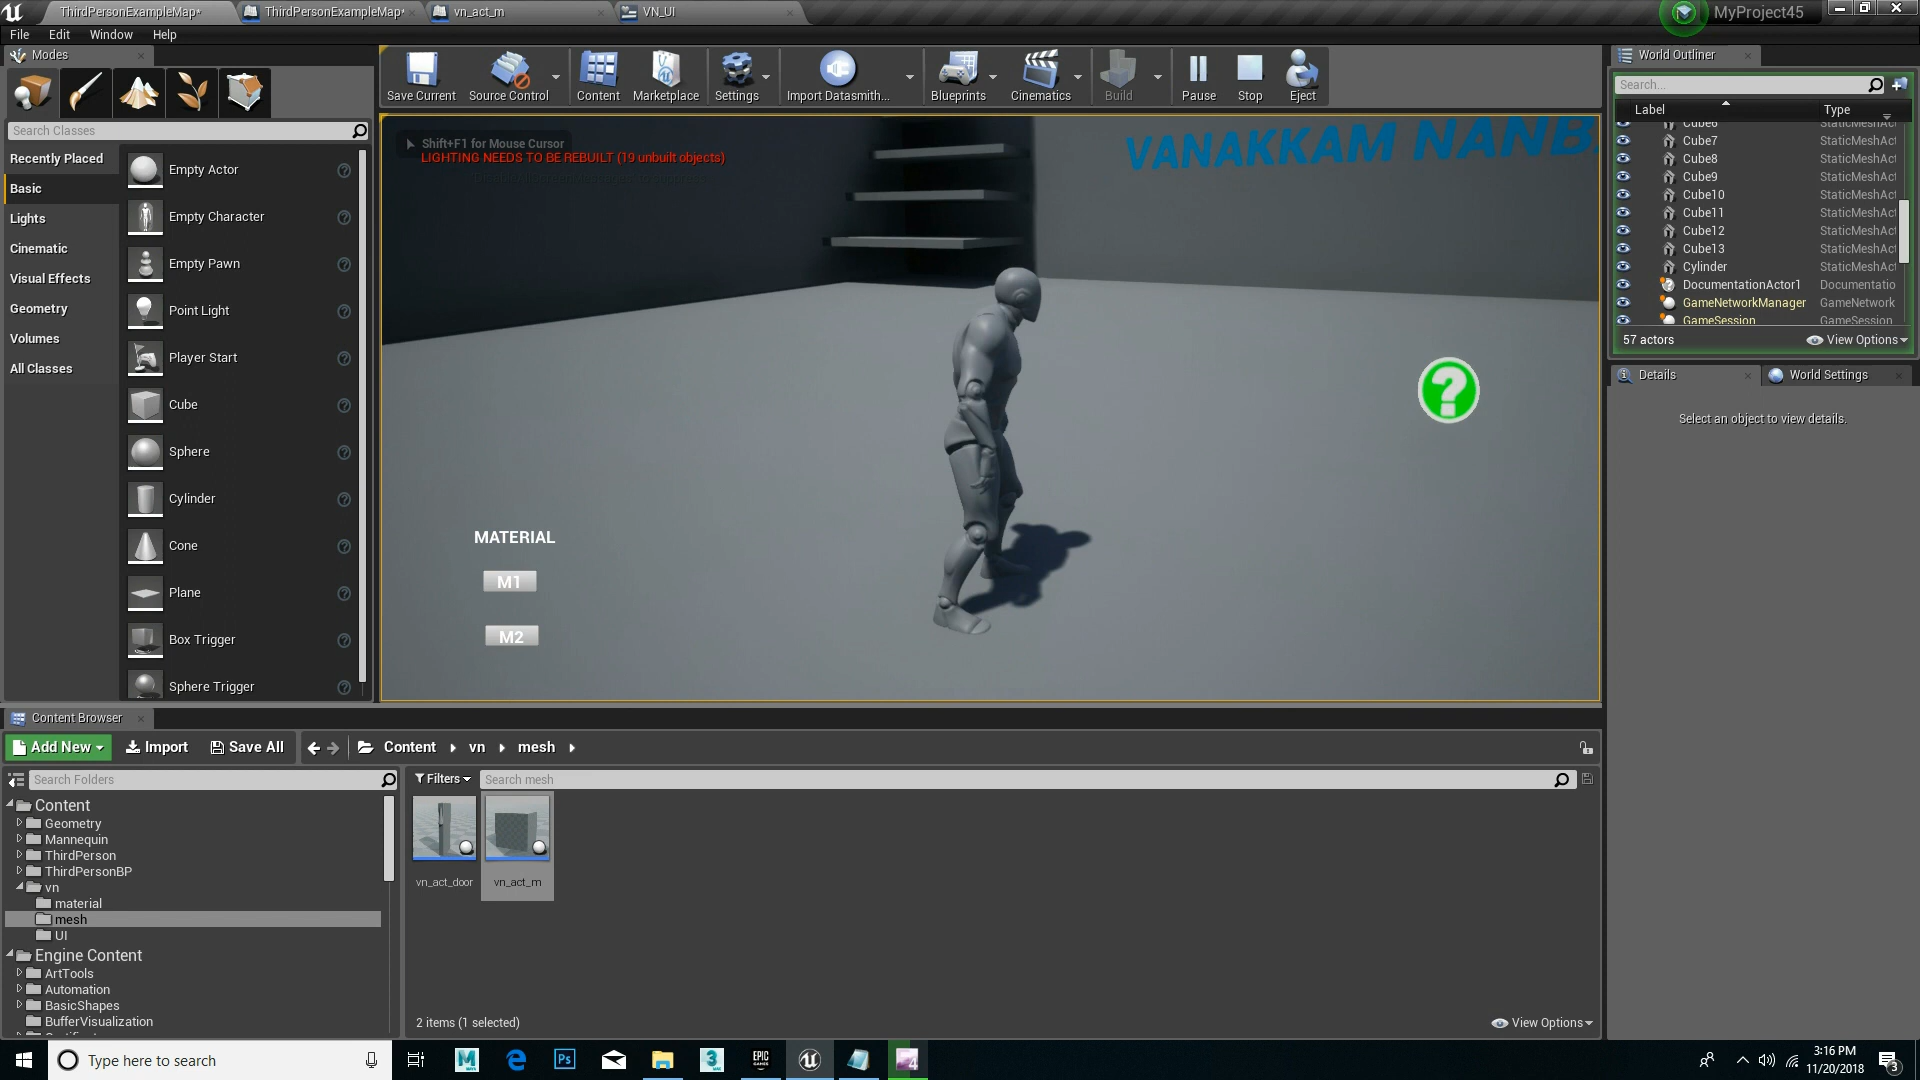 ThirdPersonExampleMap*
ThirdPersonExampleMap*
vn_act_m
VN_UI
MyProject45
File
Edit
Window
Help
Modes
Save Current
Source Control
Content
Marketplace
Settings
Import Datasmith...
Blueprints
Cinematics
Build
Pause
Stop
Eject
World Outliner
Search...
Label
Type
Search Classes
Recently Placed
Basic
Lights
Cinematic
Visual Effects
Geometry
Volumes
All Classes
Empty Actor
Empty Character
Empty Pawn
Point Light
Player Start
Cube
Sphere
Cylinder
Cone
Plane
Box Trigger
Sphere Trigger
Shift+F1 for Mouse Cursor
LIGHTING NEEDS TO BE REBUILT (19 unbuilt objects)
VANAKKAM NANB
MATERIAL
M1
M2
Cube6 StaticMeshAct
Cube7 StaticMeshAct
Cube8 StaticMeshAct
Cube9 StaticMeshAct
Cube10 StaticMeshAct
Cube11 StaticMeshAct
Cube12 StaticMeshAct
Cube13 StaticMeshAct
Cylinder StaticMeshAct
DocumentationActor1 Documentatio
GameNetworkManager GameNetwork
GameSession GameSession
57 actors
View Options
Details
World Settings
Select an object to view details.
Content Browser
Add New
Import
Save All
Content
vn
mesh
Search Folders
Filters
Search mesh
Content
Geometry
Mannequin
ThirdPerson
ThirdPersonBP
vn
material
mesh
UI
Engine Content
ArtTools
Automation
BasicShapes
BufferVisualization
vn_act_door
vn_act_m
2 items (1 selected)
View Options
Type here to search
3:16 PM
11/20/2018
3